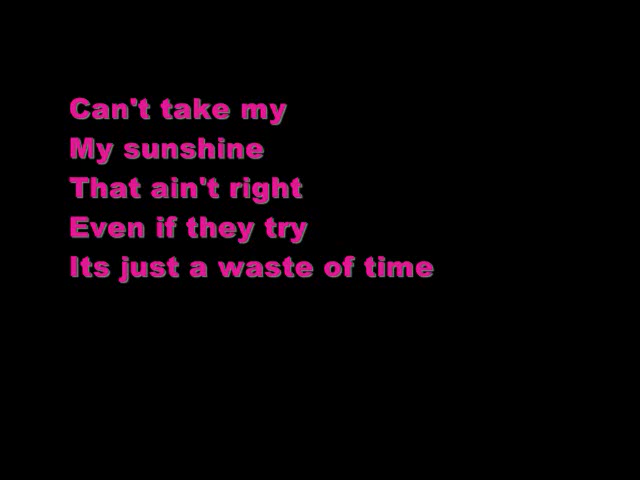 Can't take my
My sunshine
That ain't right
Even if they try
Its just a waste of time